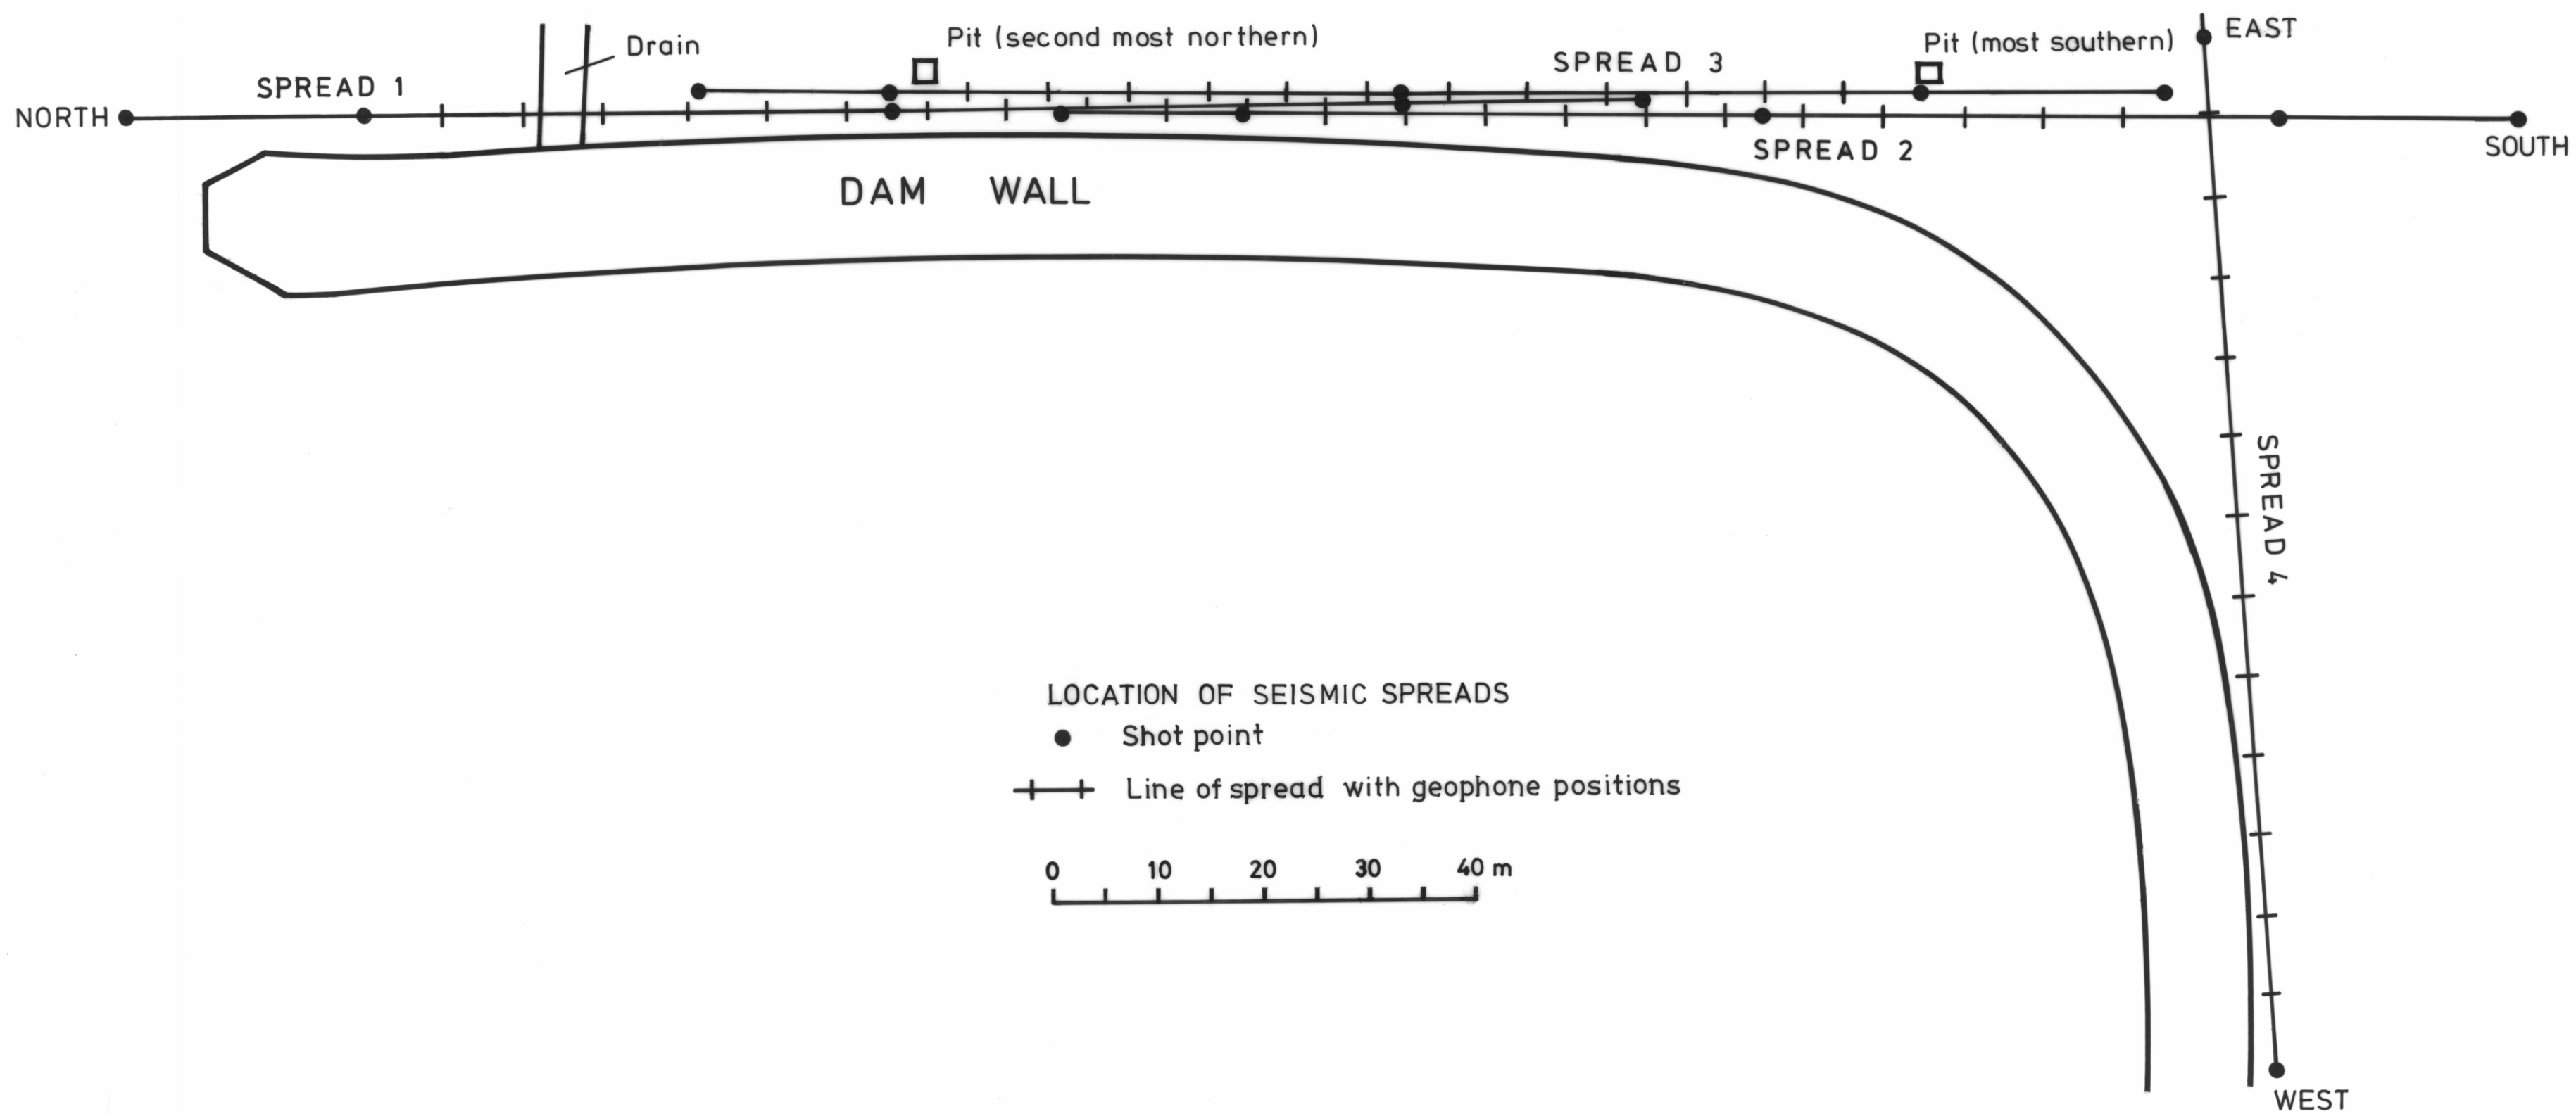 EAST
Pit (second most northern)
Pit (most southern)
Drain
SPREAD 3
SPREAD 1
NORTH
SOUTH
SPREAD 2
DAM WALL
SPREAD 4
LOCATION OF SEISMIC SPREADS
Shot point
Line of spread with geophone positions
0 10 20 30 40 m
WEST